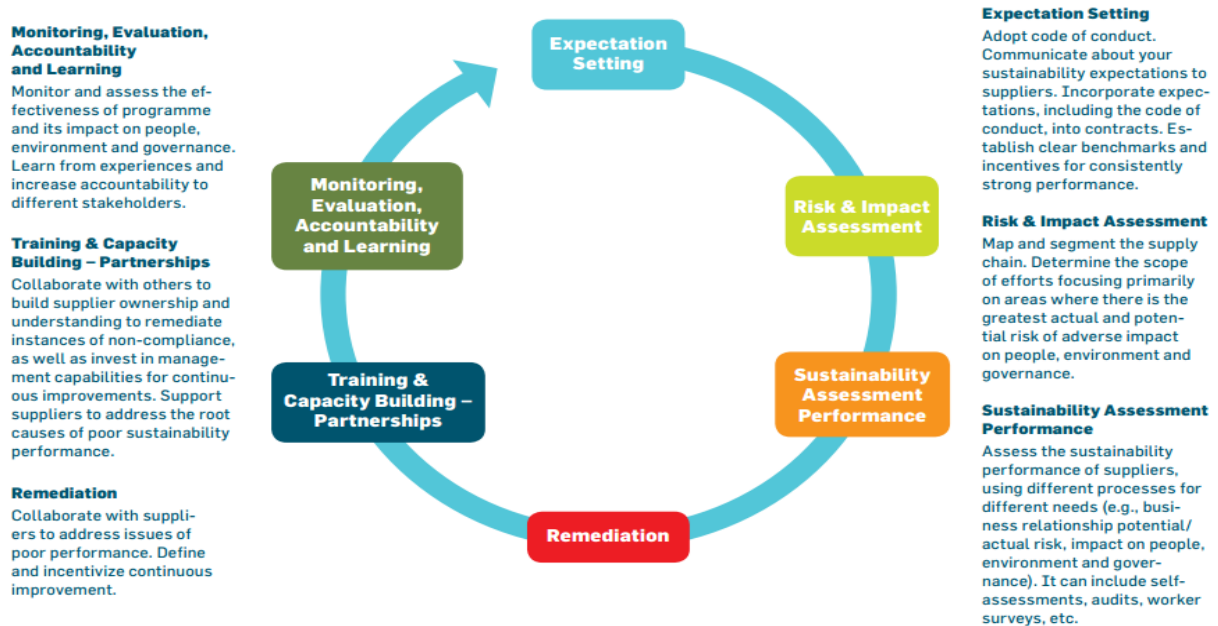 Monitoring, Evaluation,
Accountability
and Learning
Monitor and assess the ef-
fectiveness of programme
and its impact on people,
environment and governance.
Learn from experiences and
increase accountability to
different stakeholders.
Training & Capacity
Building – Partnerships
Collaborate with others to
build supplier ownership and
understanding to remediate
instances of non-compliance,
as well as invest in manage-
ment capabilities for continu-
ous improvements. Support
suppliers to address the root
causes of poor sustainability
performance.
Remediation
Collaborate with suppli-
ers to address issues of
poor performance. Define
and incentivize continuous
improvement.
Expectation
Setting
Risk & Impact
Assessment
Sustainability
Assessment
Performance
Remediation
Training &
Capacity Building –
Partnerships
Monitoring,
Evaluation,
Accountability
and Learning
Expectation Setting
Adopt code of conduct.
Communicate about your
sustainability expectations to
suppliers. Incorporate expec-
tations, including the code of
conduct, into contracts. Es-
tablish clear benchmarks and
incentives for consistently
strong performance.
Risk & Impact Assessment
Map and segment the supply
chain. Determine the scope
of efforts focusing primarily
on areas where there is the
greatest actual and poten-
tial risk of adverse impact
on people, environment and
governance.
Sustainability Assessment
Performance
Assess the sustainability
performance of suppliers,
using different processes for
different needs (e.g., busi-
ness relationship potential/
actual risk, impact on people,
environment and gover-
nance). It can include self-
assessments, audits, worker
surveys, etc.